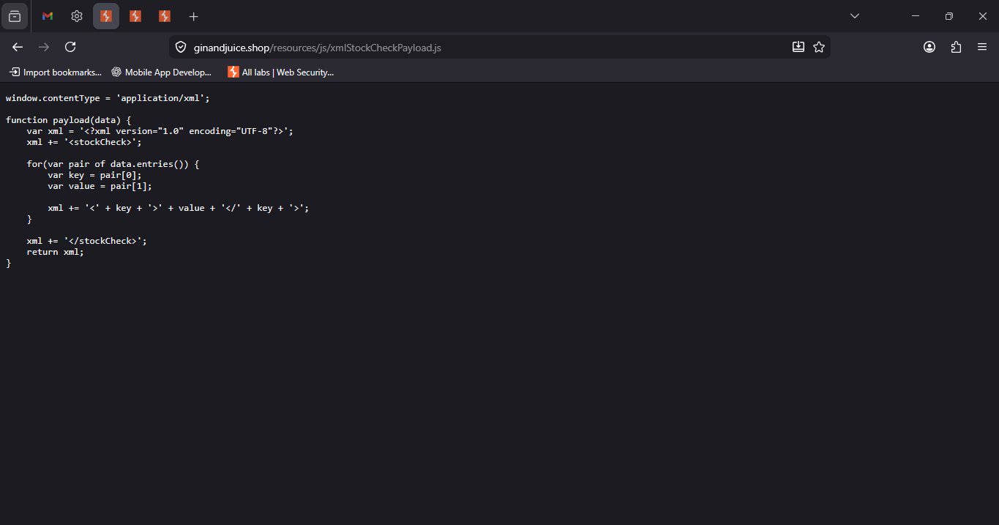 ginandjuice.shop/resources/js/xmlStockCheckPayload.js
Import bookmarks... Mobile App Develop... All labs | Web Security...
window.contentType = 'application/xml';
function payload(data) {
    var xml = '<?xml version="1.0" encoding="UTF-8"?>';
    xml += '<stockCheck>';
    for(var pair of data.entries()) {
        var key = pair[0];
        var value = pair[1];
        xml += '<' + key + '>' + value + '</' + key + '>';
    }
    xml += '</stockCheck>';
    return xml;
}